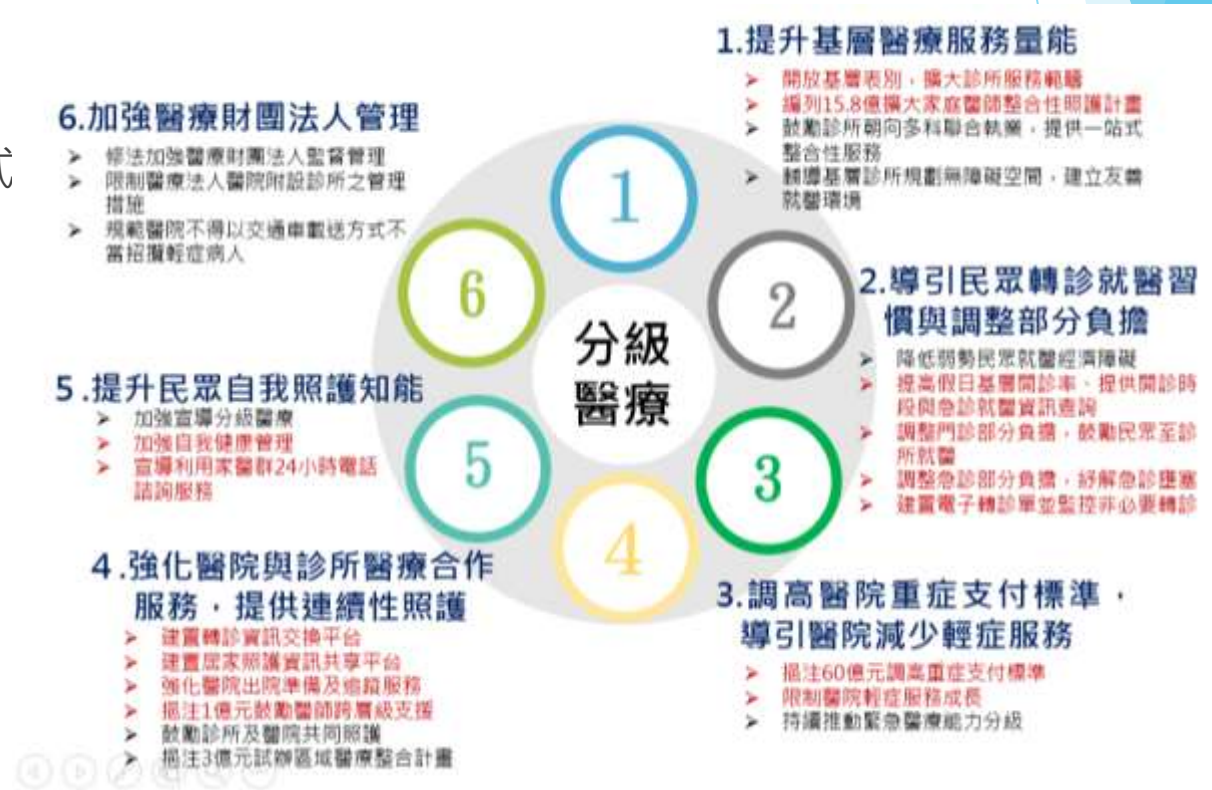 1.提升基層醫療服務量能
➢ 開放基層表別，擴大診所服務範疇
➢ 編列15.8億擴大家庭醫師整合性照護計畫
➢ 鼓勵診所朝向多科聯合執業，提供一站式
整合性服務
➢ 輔導基層診所規劃無障礙空間，建立友善
就醫環境
2.導引民眾轉診就醫習
慣與調整部分負擔
➢ 降低弱勢民眾就醫經濟障礙
➢ 提高假日基層開診率、提供開診時
段與急診就醫資訊查詢
➢ 調整門診部分負擔，鼓勵民眾至診
所就醫
➢ 調整急診部分負擔，紓解急診壅塞
➢ 建置電子轉診單並監控非必要轉診
3.調高醫院重症支付標準，
導引醫院減少輕症服務
➢ 挹注60億元調高重症支付標準
➢ 限制醫院輕症服務成長
➢ 持續推動緊急醫療能力分級
4.強化醫院與診所醫療合作
服務，提供連續性照護
➢ 建置轉診資訊交換平台
➢ 建置居家照護資訊共享平台
➢ 強化醫院出院準備及追蹤服務
➢ 挹注1億元鼓勵醫師跨層級支援
➢ 鼓勵診所及醫院共同照護
➢ 挹注3億元試辦區域醫療整合計畫
5.提升民眾自我照護知能
➢ 加強宣導分級醫療
➢ 加強自我健康管理
➢ 宣導利用家醫群24小時電話
諮詢服務
6.加強醫療財團法人管理
➢ 修法加強醫療財團法人監督管理
➢ 限制醫療法人醫院附設診所之管理
措施
➢ 規範醫院不得以交通車載送方式不
當招攬輕症病人
式
分級
醫療
1
2
3
4
5
6